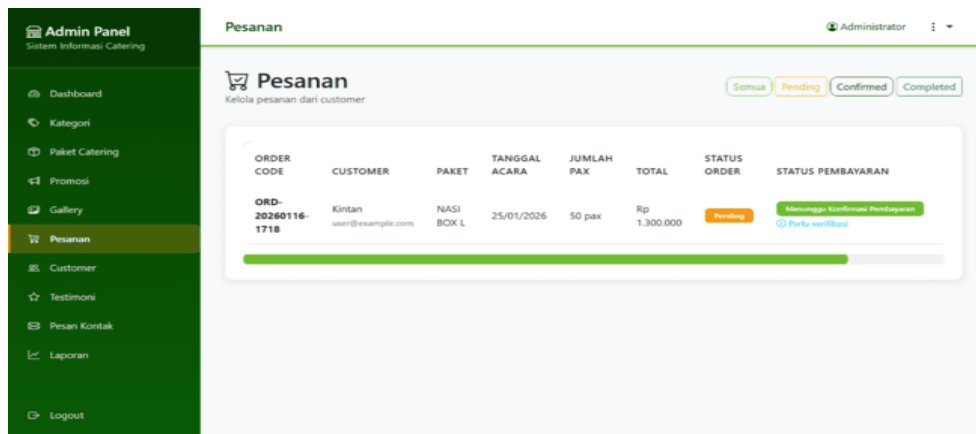 Admin Panel
Sistem Informasi Catering
Dashboard
Kategori
Paket Catering
Promosi
Gallery
Pesanan
Customer
Testimoni
Pesan Kontak
Laporan
Logout
Pesanan
Administrator
Pesanan
Kelola pesanan dari customer
Semua Pending Confirmed Completed
ORDER CODE CUSTOMER PAKET TANGGAL ACARA JUMLAH PAX TOTAL STATUS ORDER STATUS PEMBAYARAN
ORD-20260116-1718
Kintan
user@example.com
NASI BOX L
25/01/2026
50 pax
Rp 1.300.000
Pending
Menunggu Konfirmasi Pembayaran
Perlu verifikasi